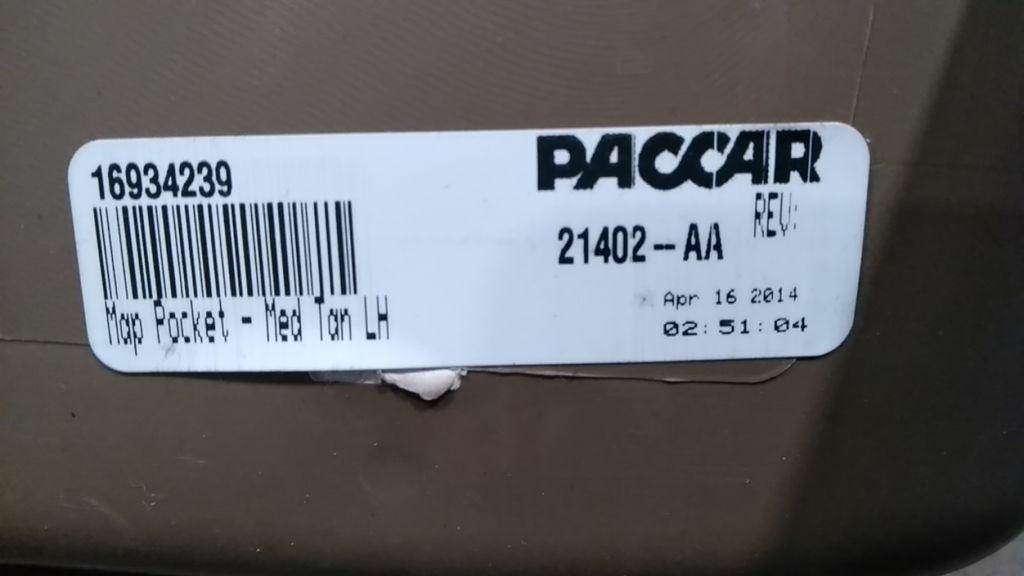 16934239
PACCAR
REV:
21402-AA
Map Pocket - Med Tan LH
Apr 16 2014
02:51:04